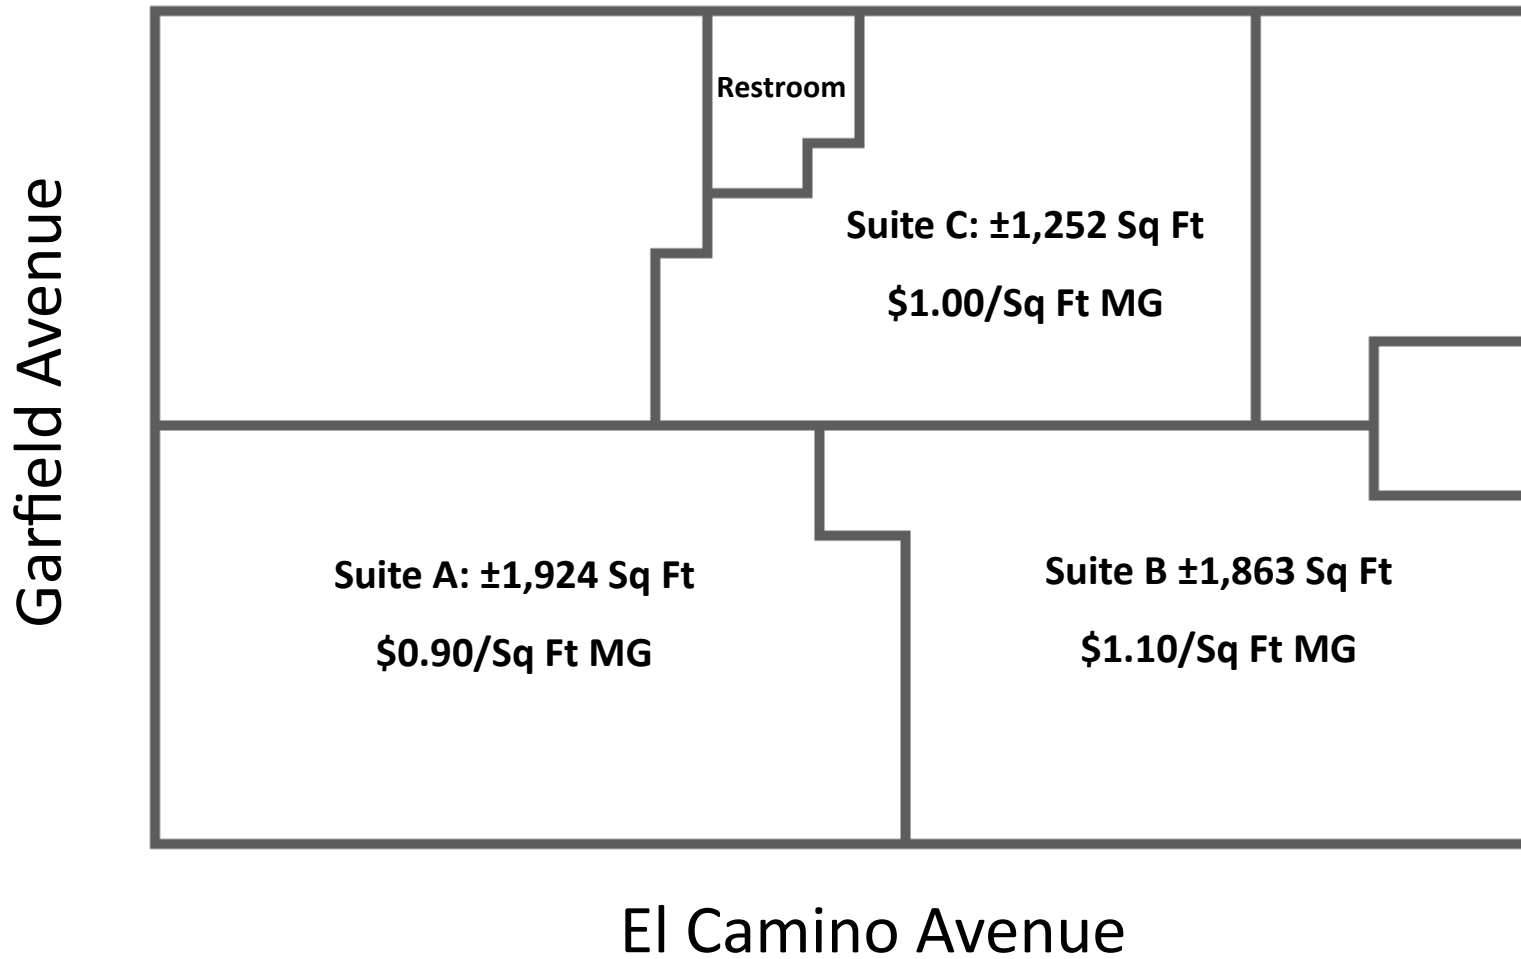 Restroom
Suite C: ±1,252 Sq Ft
$1.00/Sq Ft MG
Garfield Avenue
Suite A: ±1,924 Sq Ft
$0.90/Sq Ft MG
Suite B ±1,863 Sq Ft
$1.10/Sq Ft MG
El Camino Avenue